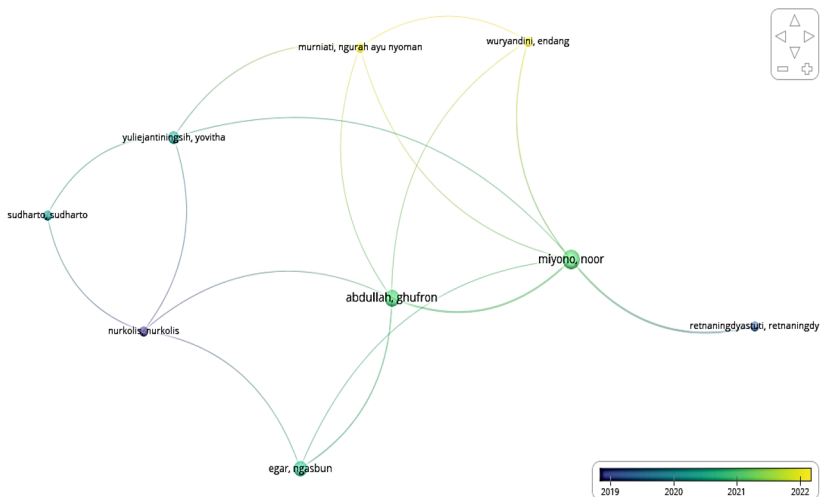 wuryandini, endang
murniati, ngurah ayu nyoman
yuliejantiningsih, yovitha
sudharto, sudharto
miyono, noor
abdullah, ghufron
retnaningdyastuti, retnaningdy
nurkolis, nurkolis
egar, ngasbun
2019 2020 2021 2022